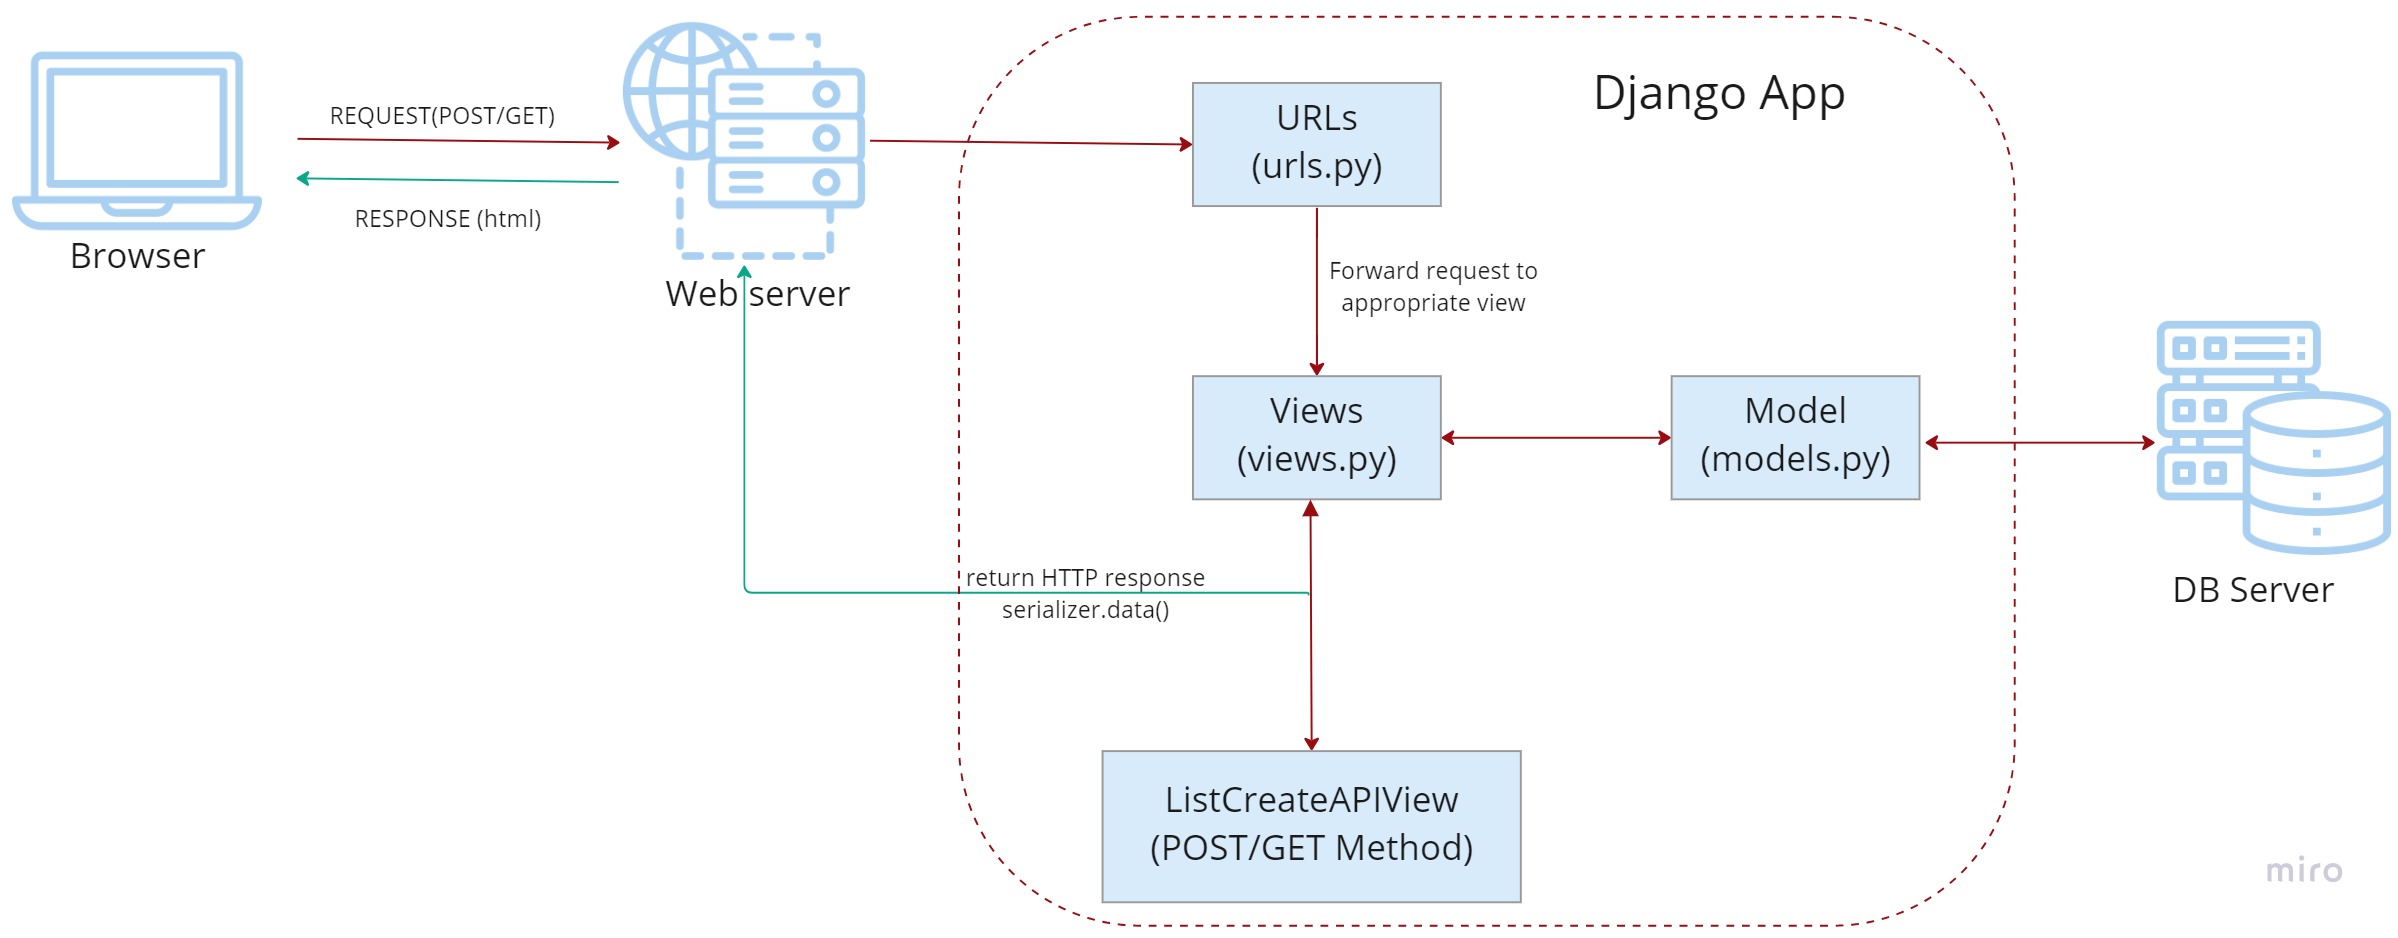 Django App
REQUEST(POST/GET)
RESPONSE (html)
Browser
Web server
URLs
(urls.py)
Forward request to
appropriate view
Views
(views.py)
Model
(models.py)
DB Server
return HTTP response
serializer.data()
ListCreateAPIView
(POST/GET Method)
miro